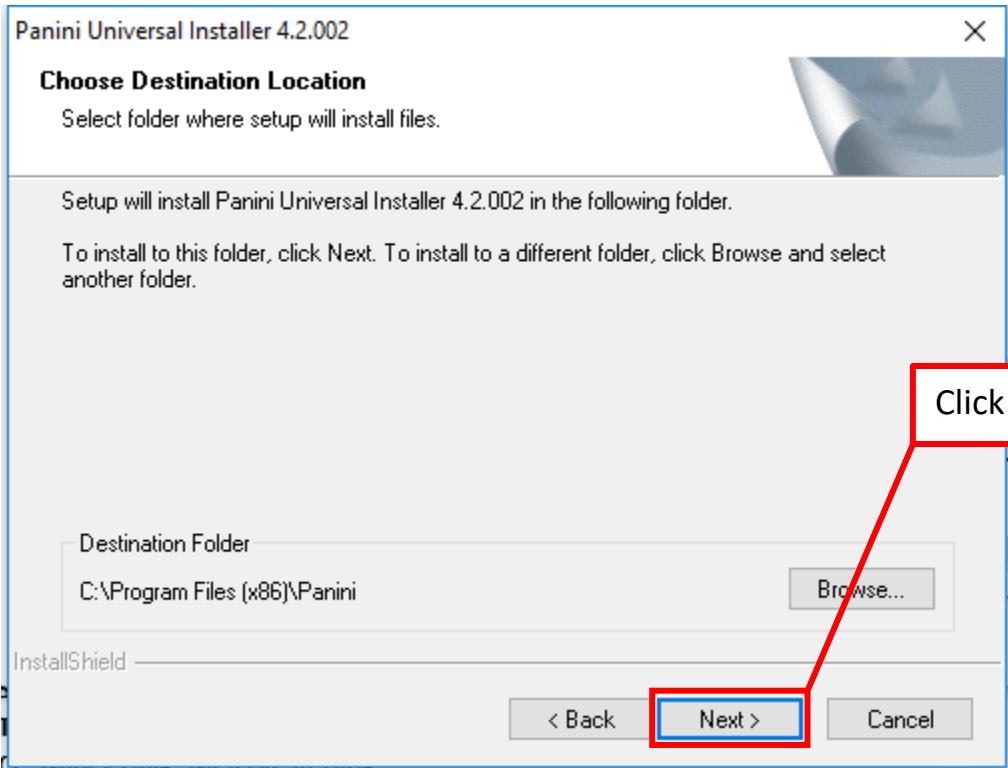 Panini Universal Installer 4.2.002
Choose Destination Location
Select folder where setup will install files.
Setup will install Panini Universal Installer 4.2.002 in the following folder.
To install to this folder, click Next. To install to a different folder, click Browse and select
another folder.
Click
Destination Folder
C:\Program Files (x86)\Panini
Browse...
InstallShield
< Back
Next >
Cancel